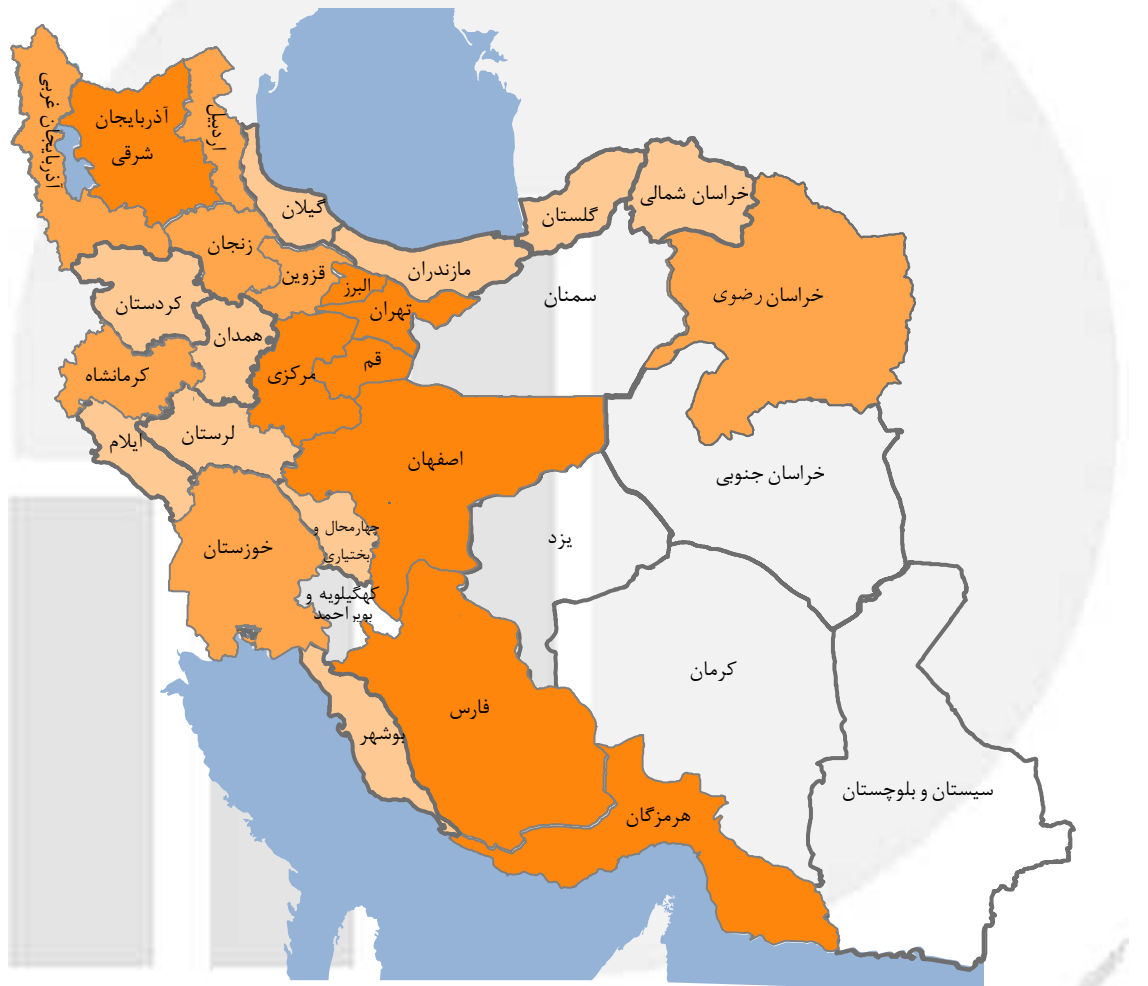 آذربایجان غربی
آذربایجان
شرقی
اردبیل
گیلان
زنجان
قزوین
البرز
تهران
مازندران
گلستان
خراسان شمالی
خراسان رضوی
سمنان
کردستان
همدان
کرمانشاه
مرکزی
قم
ایلام
لرستان
اصفهان
خراسان جنوبی
خوزستان
چهارمحال و
بختیاری
یزد
کهگیلویه و
بویراحمد
کرمان
فارس
بوشهر
سیستان و بلوچستان
هرمزگان